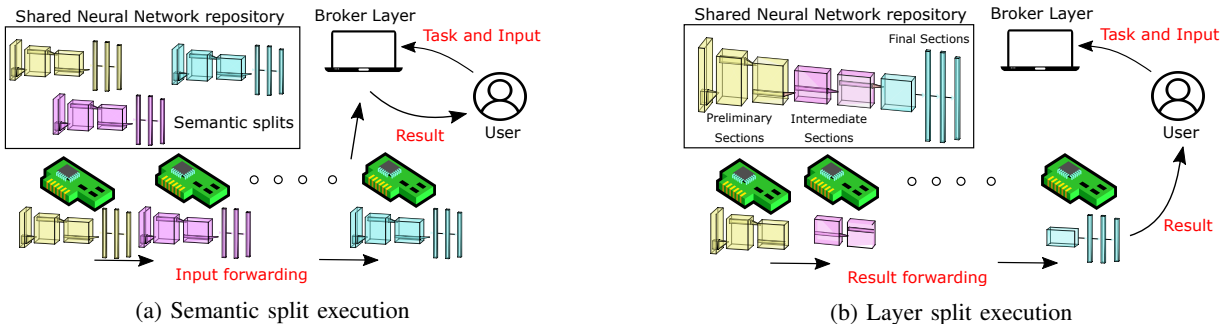 Shared Neural Network repository
Broker Layer
Task and Input
Semantic splits
Result
User
Input forwarding
(a) Semantic split execution
Shared Neural Network repository
Broker Layer
Final Sections
Task and Input
Preliminary
Sections
Intermediate
Sections
User
Result
Result forwarding
(b) Layer split execution